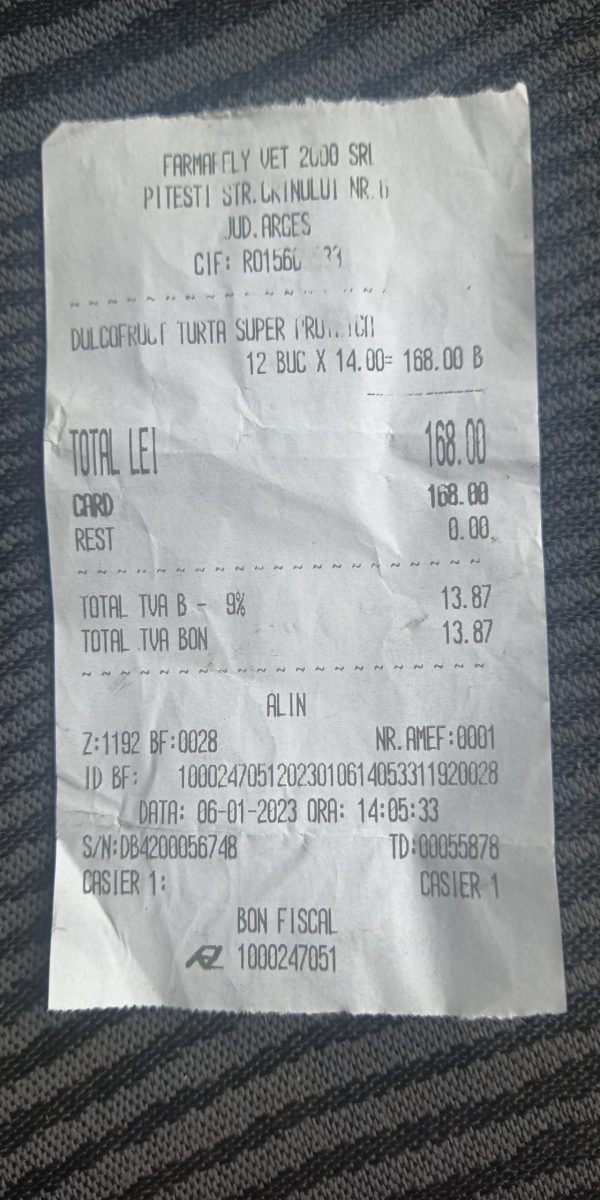 FARMAFLY VET 2000 SRL
PITESTI STR. NR.
JUD.ARGES
CIF:
DULCOFRUCT TURTA SUPER
12 BUC X 14.00= 168.00 B
TOTAL LEI 168.00
CARD 168.00
REST 0.00
TOTAL TVA B - 9% 13.87
TOTAL TVA BON 13.87
ALIN
Z:1192 BF:0028 NR.AMEF:0001
ID BF: 10002470512023010614053311920028
DATA: 06-01-2023 ORA: 14:05:33
S/N:DB4200056748 TD:00055878
CASIER 1: CASIER 1
BON FISCAL
1000247051